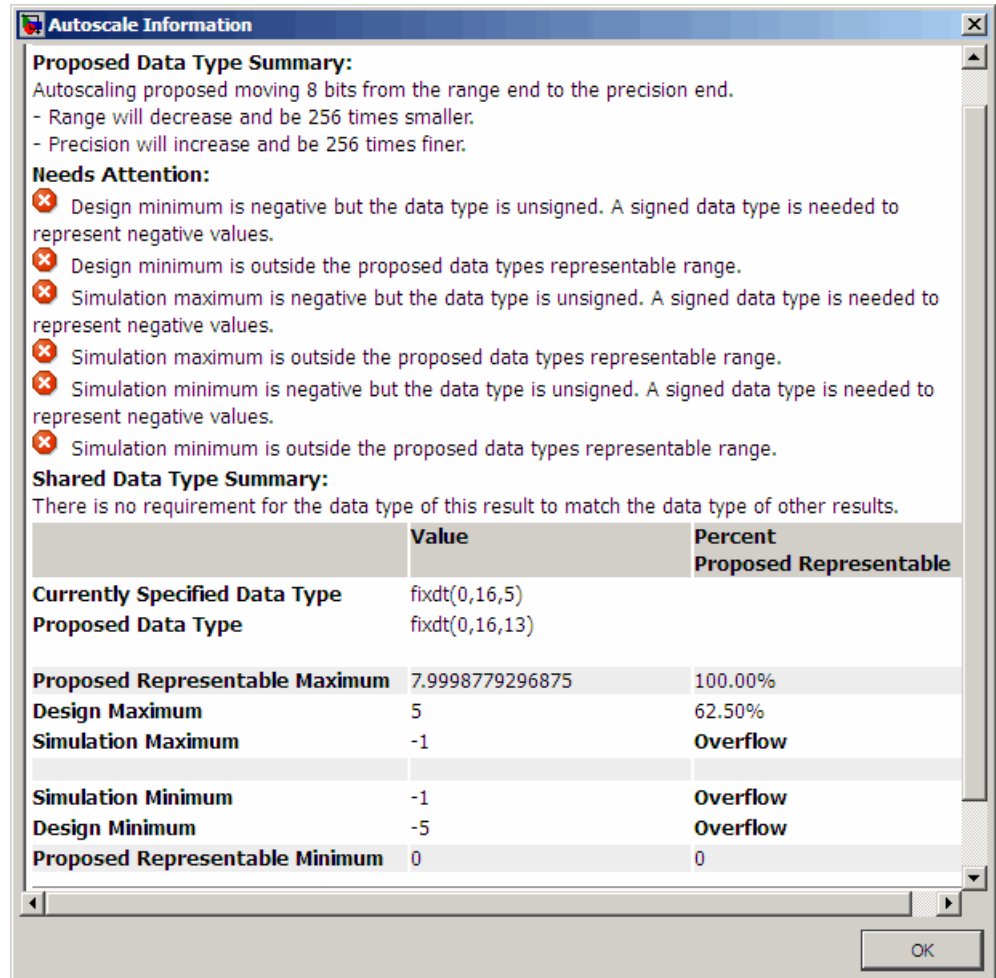 Autoscale Information
Proposed Data Type Summary:
Autoscaling proposed moving 8 bits from the range end to the precision end.
- Range will decrease and be 256 times smaller.
- Precision will increase and be 256 times finer.
Needs Attention:
Design minimum is negative but the data type is unsigned. A signed data type is needed to
represent negative values.
Design minimum is outside the proposed data types representable range.
Simulation maximum is negative but the data type is unsigned. A signed data type is needed to
represent negative values.
Simulation maximum is outside the proposed data types representable range.
Simulation minimum is negative but the data type is unsigned. A signed data type is needed to
represent negative values.
Simulation minimum is outside the proposed data types representable range.
Shared Data Type Summary:
There is no requirement for the data type of this result to match the data type of other results.
Value Percent
Proposed Representable
Currently Specified Data Type fixdt(0,16,5)
Proposed Data Type fixdt(0,16,13)
Proposed Representable Maximum 7.9998779296875 100.00%
Design Maximum 5 62.50%
Simulation Maximum -1 Overflow
Simulation Minimum -1 Overflow
Design Minimum -5 Overflow
Proposed Representable Minimum 0 0
OK